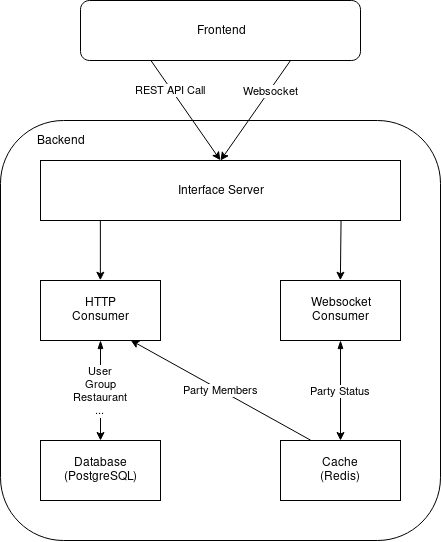 Frontend
REST API Call
Websocket
Backend
Interface Server
HTTP
Consumer
Websocket
Consumer
User
Group
Restaurant
...
Party Members
Party Status
Database
(PostgreSQL)
Cache
(Redis)